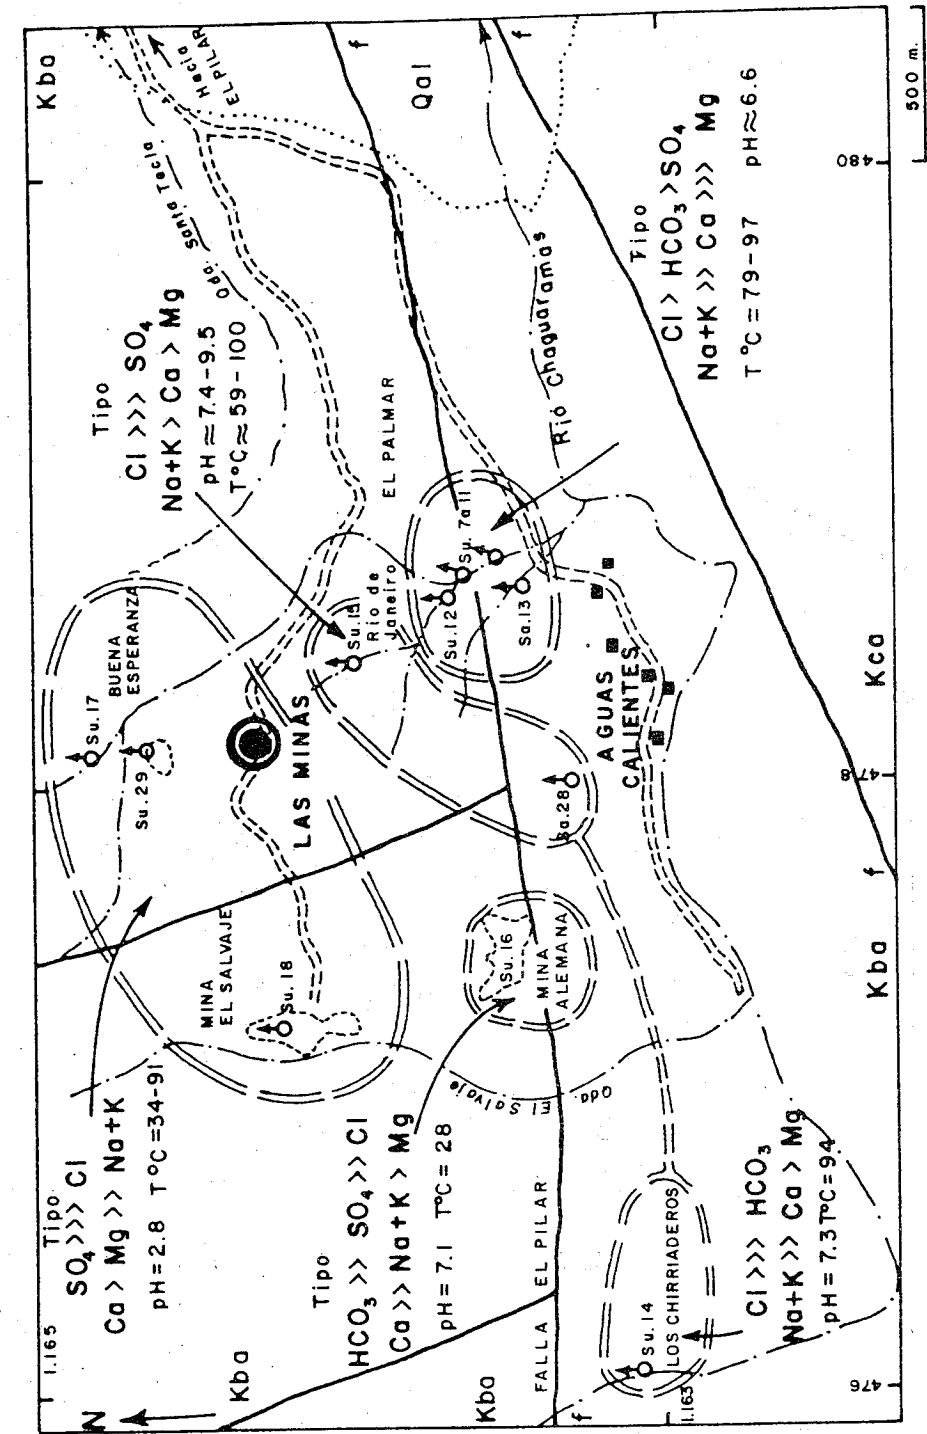 Kba
Hacia
EL PILAR
f
Qal
f
500 m.
480
Qda. Santa Tecla
Tipo
Cl >>> SO₄
Na+K > Ca > Mg
pH≈7.4-9.5
T°C≈59-100
Tipo
Cl > HCO₃ > SO₄
Na+K >> Ca >>> Mg
T °C = 79-97 pH≈6.6
Río Chaguaramas
EL PALMAR
BUENA
ESPERANZA
Su.17
Su.29
LAS MINAS
Su.15
Río de
Janeiro
Su. 7a11
Su.12
Sa.13
AGUAS
CALIENTES
Sa.28
Kca
478
f
Kba
MINA
EL SALVAJE
Su. 18
Su.16
MINA
ALEMANA
Qda.
El Salvaje
Tipo
SO₄ >>> Cl
Ca > Mg >> Na+K
pH=2.8 T°C=34-91
Tipo
HCO₃ >> SO₄ >> Cl
Ca >> Na+K > Mg
pH=7.1 T°C= 28
Cl >>> HCO₃
Na+K >> Ca > Mg
pH=7.3 T°C=94
FALLA EL PILAR
Su.14
LOS CHIRRIADEROS
1.165
N
Kba
Kba
f
1.163
476